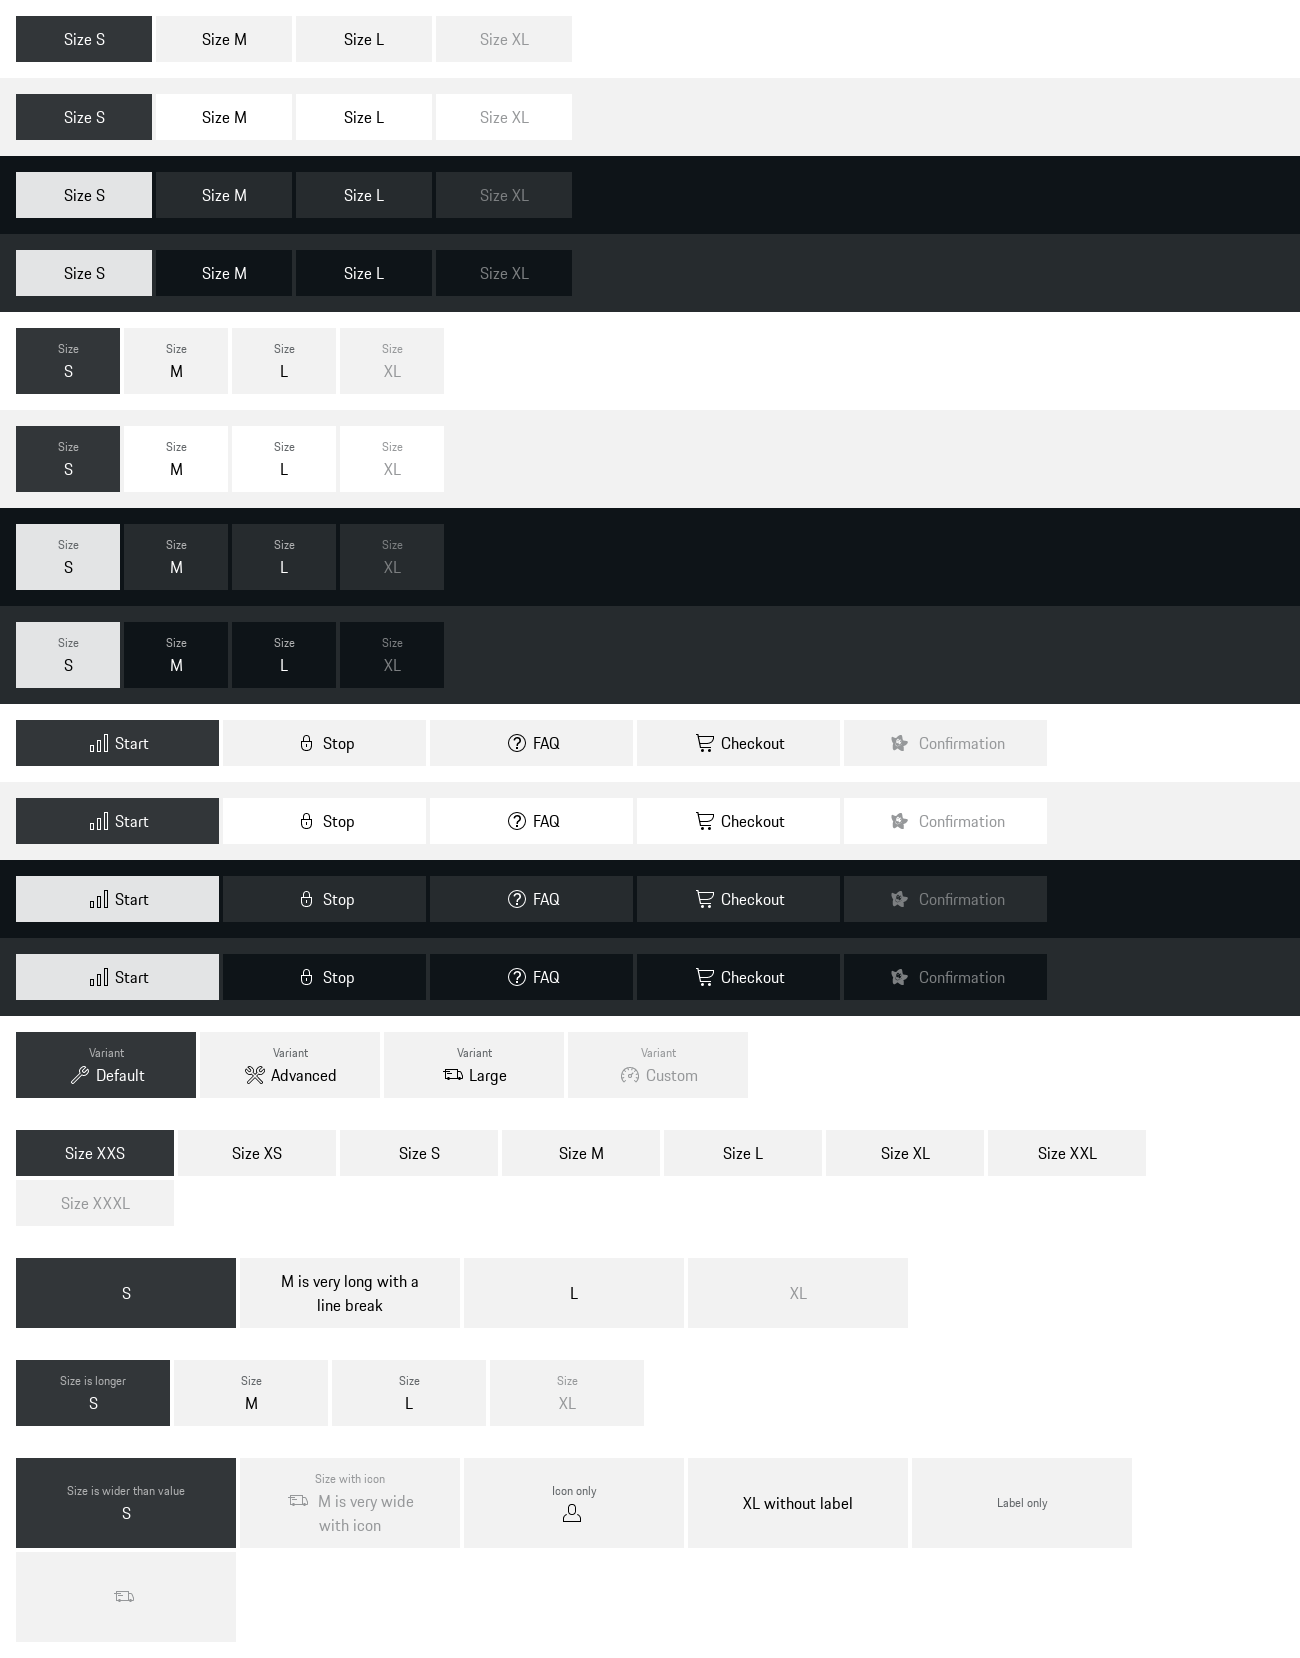 Size S Size M Size L Size XL
Size S Size M Size L Size XL
Size S Size M Size L Size XL
Size S Size M Size L Size XL
Size Size Size Size
S M L XL
Size Size Size Size
S M L XL
Size Size Size Size
S M L XL
Size Size Size Size
S M L XL
Start Stop FAQ Checkout Confirmation
Start Stop FAQ Checkout Confirmation
Start Stop FAQ Checkout Confirmation
Start Stop FAQ Checkout Confirmation
Variant Variant Variant Variant
Default Advanced Large Custom
Size XXS Size XS Size S Size M Size L Size XL Size XXL
Size XXXL
S
M is very long with a
line break
L
XL
Size is longer Size Size Size
S M L XL
Size is wider than value
S
Size with icon
M is very wide
with icon
Icon only
XL without label
Label only